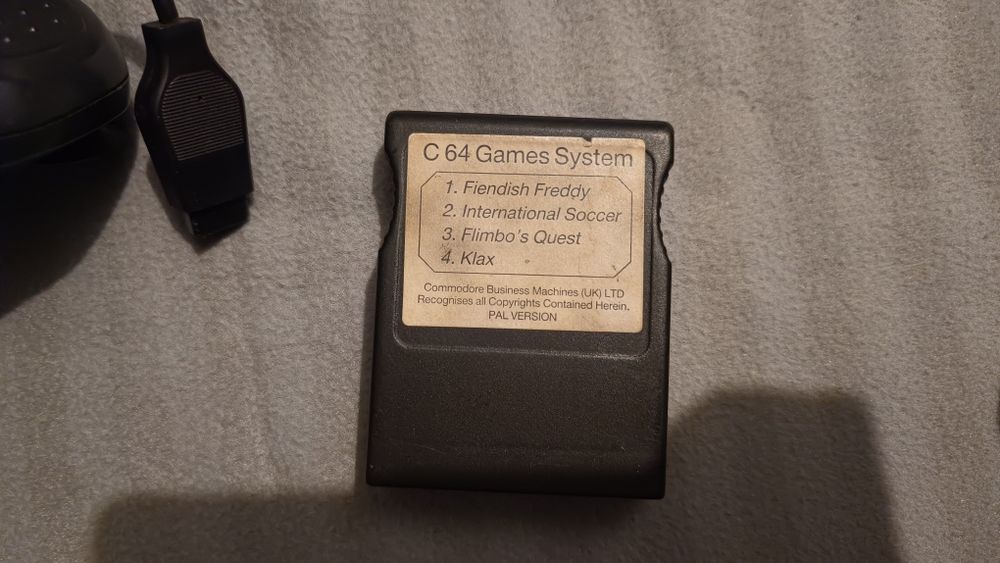 C 64 Games System
1. Fiendish Freddy
2. International Soccer
3. Flimbo's Quest
4. Klax
Commodore Business Machines (UK) LTD
Recognises all Copyrights Contained Herein.
PAL VERSION